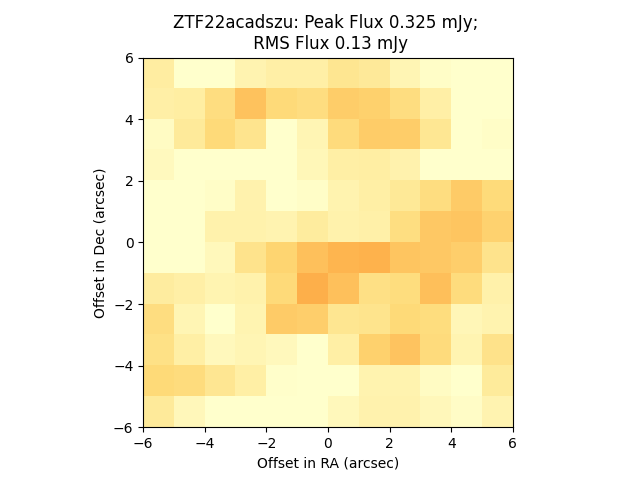 ZTF22acadszu: Peak Flux 0.325 mJy;
RMS Flux 0.13 mJy
6
4
2
0
−2
−4
−6
Offset in Dec (arcsec)
−6 −4 −2 0 2 4 6
Offset in RA (arcsec)